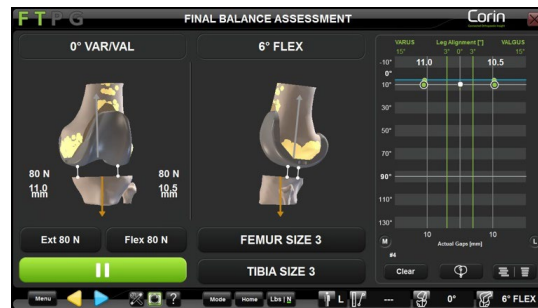 FTPG
FINAL BALANCE ASSESSMENT
Corin
0° VAR/VAL
6° FLEX
80 N
11.0
mm
80 N
10.5
mm
Ext 80 N
Flex 80 N
FEMUR SIZE 3
TIBIA SIZE 3
VARUS
Leg Alignment [°]
VALGUS
15°
3°
0°
3°
15°
-10°
11.0
10.5
0°
10°
30°
50°
70°
90°
110°
130°
M
10
10
L
Actual Gaps [mm]
#4
Clear
Menu
?
Mode
Home
Lbs | N
L
---
0°
6° FLEX